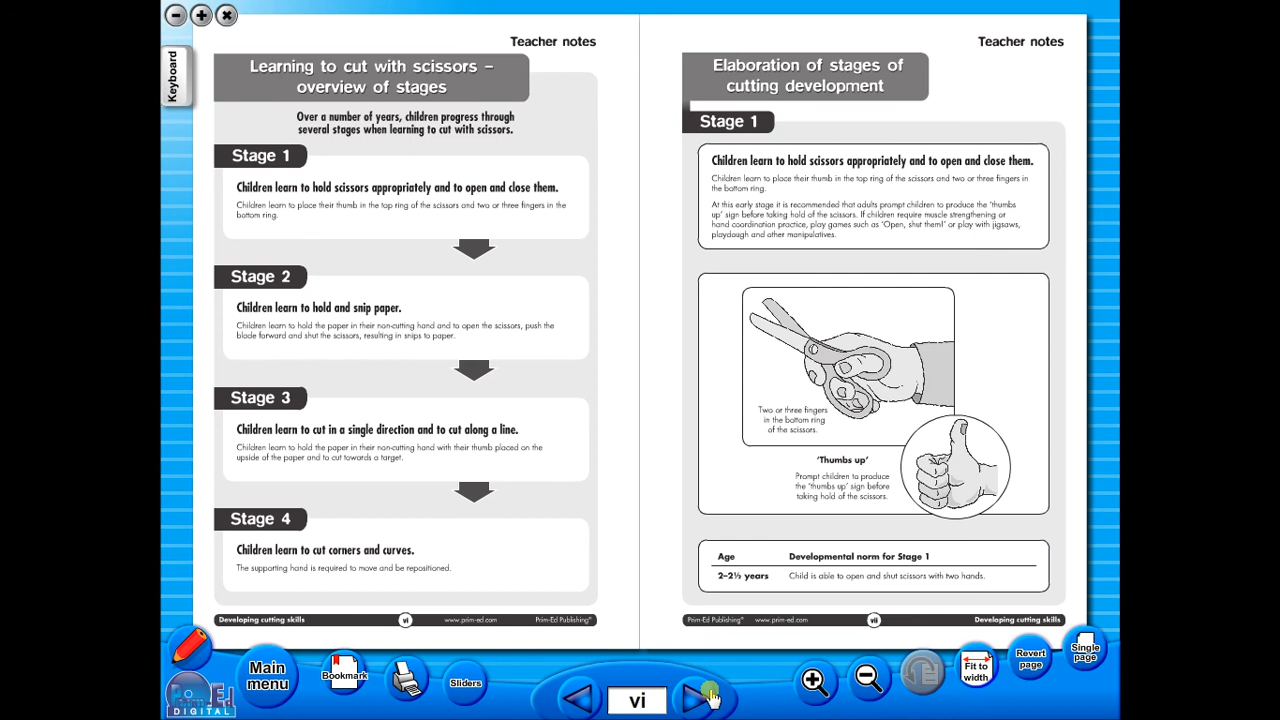 Keyboard
Teacher notes
Learning to cut with scissors –
overview of stages
Over a number of years, children progress through
several stages when learning to cut with scissors.
Stage 1
Children learn to hold scissors appropriately and to open and close them.
Children learn to place their thumb in the top ring of the scissors and two or three fingers in the
bottom ring.
Stage 2
Children learn to hold and snip paper.
Children learn to hold the paper in their non-cutting hand and to open the scissors, push the
blade forward and shut the scissors, resulting in snips to paper.
Stage 3
Children learn to cut in a single direction and to cut along a line.
Children learn to hold the paper in their non-cutting hand with their thumb placed on the
upside of the paper and to cut towards a target.
Stage 4
Children learn to cut corners and curves.
The supporting hand is required to move and be repositioned.
Developing cutting skills vi www.prim-ed.com Prim-Ed Publishing®
Teacher notes
Elaboration of stages of
cutting development
Stage 1
Children learn to hold scissors appropriately and to open and close them.
Children learn to place their thumb in the top ring of the scissors and two or three fingers in
the bottom ring.
At this early stage it is recommended that adults prompt children to produce the 'thumbs
up' sign before taking hold of the scissors. If children require muscle strengthening or
hand coordination practice, play games such as 'Open, shut them!' or play with jigsaws,
playdough and other manipulatives.
Two or three fingers
in the bottom ring
of the scissors.
'Thumbs up'
Prompt children to produce
the 'thumbs up' sign before
taking hold of the scissors.
Age Developmental norm for Stage 1
2–2½ years Child is able to open and shut scissors with two hands.
Prim-Ed Publishing® www.prim-ed.com vii Developing cutting skills
Main
menu
Bookmark
Sliders
vi
Fit to
width
Revert
page
Single
page
DIGITAL